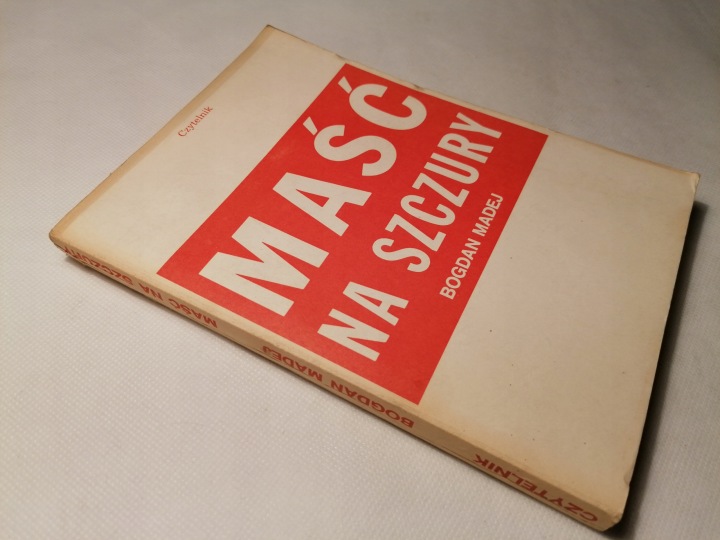 Czytelnik
MAŚĆ
NA SZCZURY
BOGDAN MADEJ
MAŚĆ NA SZCZURY
BOGDAN MADEJ
CZYTELNIK